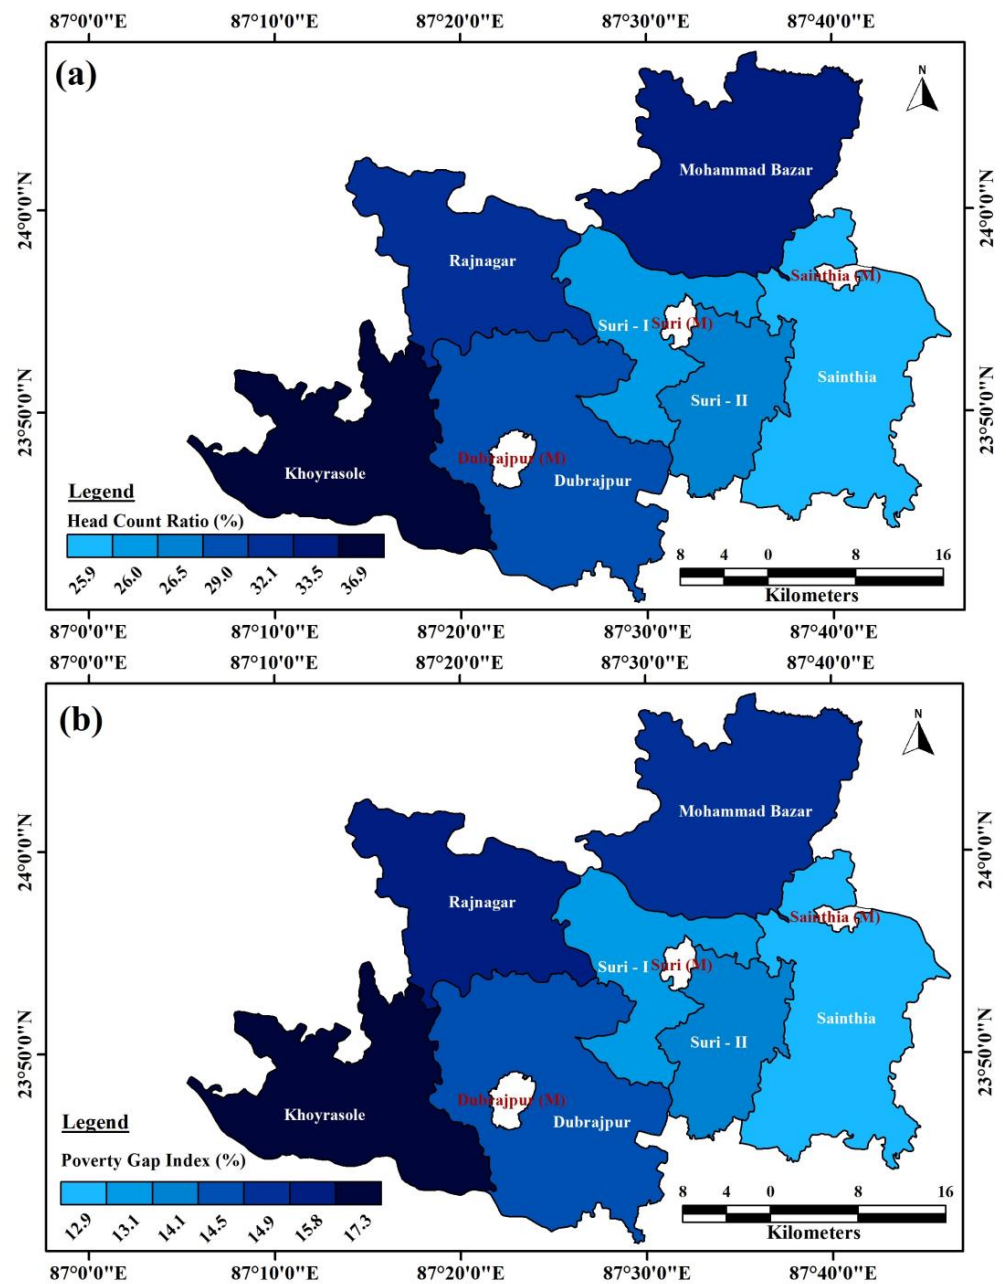 87°0'0"E 87°10'0"E 87°20'0"E 87°30'0"E 87°40'0"E
(a)
N
Mohammad Bazar
24°0'0"N
24°0'0"N
Rajnagar
Sainthia (M)
Suri - I
Suri (M)
Sainthia
Suri - II
23°50'0"N
23°50'0"N
Dubrajpur (M)
Khoyrasole
Dubrajpur
Legend
Head Count Ratio (%)
25.9 26.0 26.5 29.0 32.1 33.5 36.9
8 4 0 8 16
Kilometers
87°0'0"E 87°10'0"E 87°20'0"E 87°30'0"E 87°40'0"E
87°0'0"E 87°10'0"E 87°20'0"E 87°30'0"E 87°40'0"E
(b)
N
Mohammad Bazar
24°0'0"N
24°0'0"N
Rajnagar
Sainthia (M)
Suri - I
Suri (M)
Sainthia
Suri - II
23°50'0"N
23°50'0"N
Dubrajpur (M)
Khoyrasole
Dubrajpur
Legend
Poverty Gap Index (%)
12.9 13.1 14.1 14.5 14.9 15.8 17.3
8 4 0 8 16
Kilometers
87°0'0"E 87°10'0"E 87°20'0"E 87°30'0"E 87°40'0"E